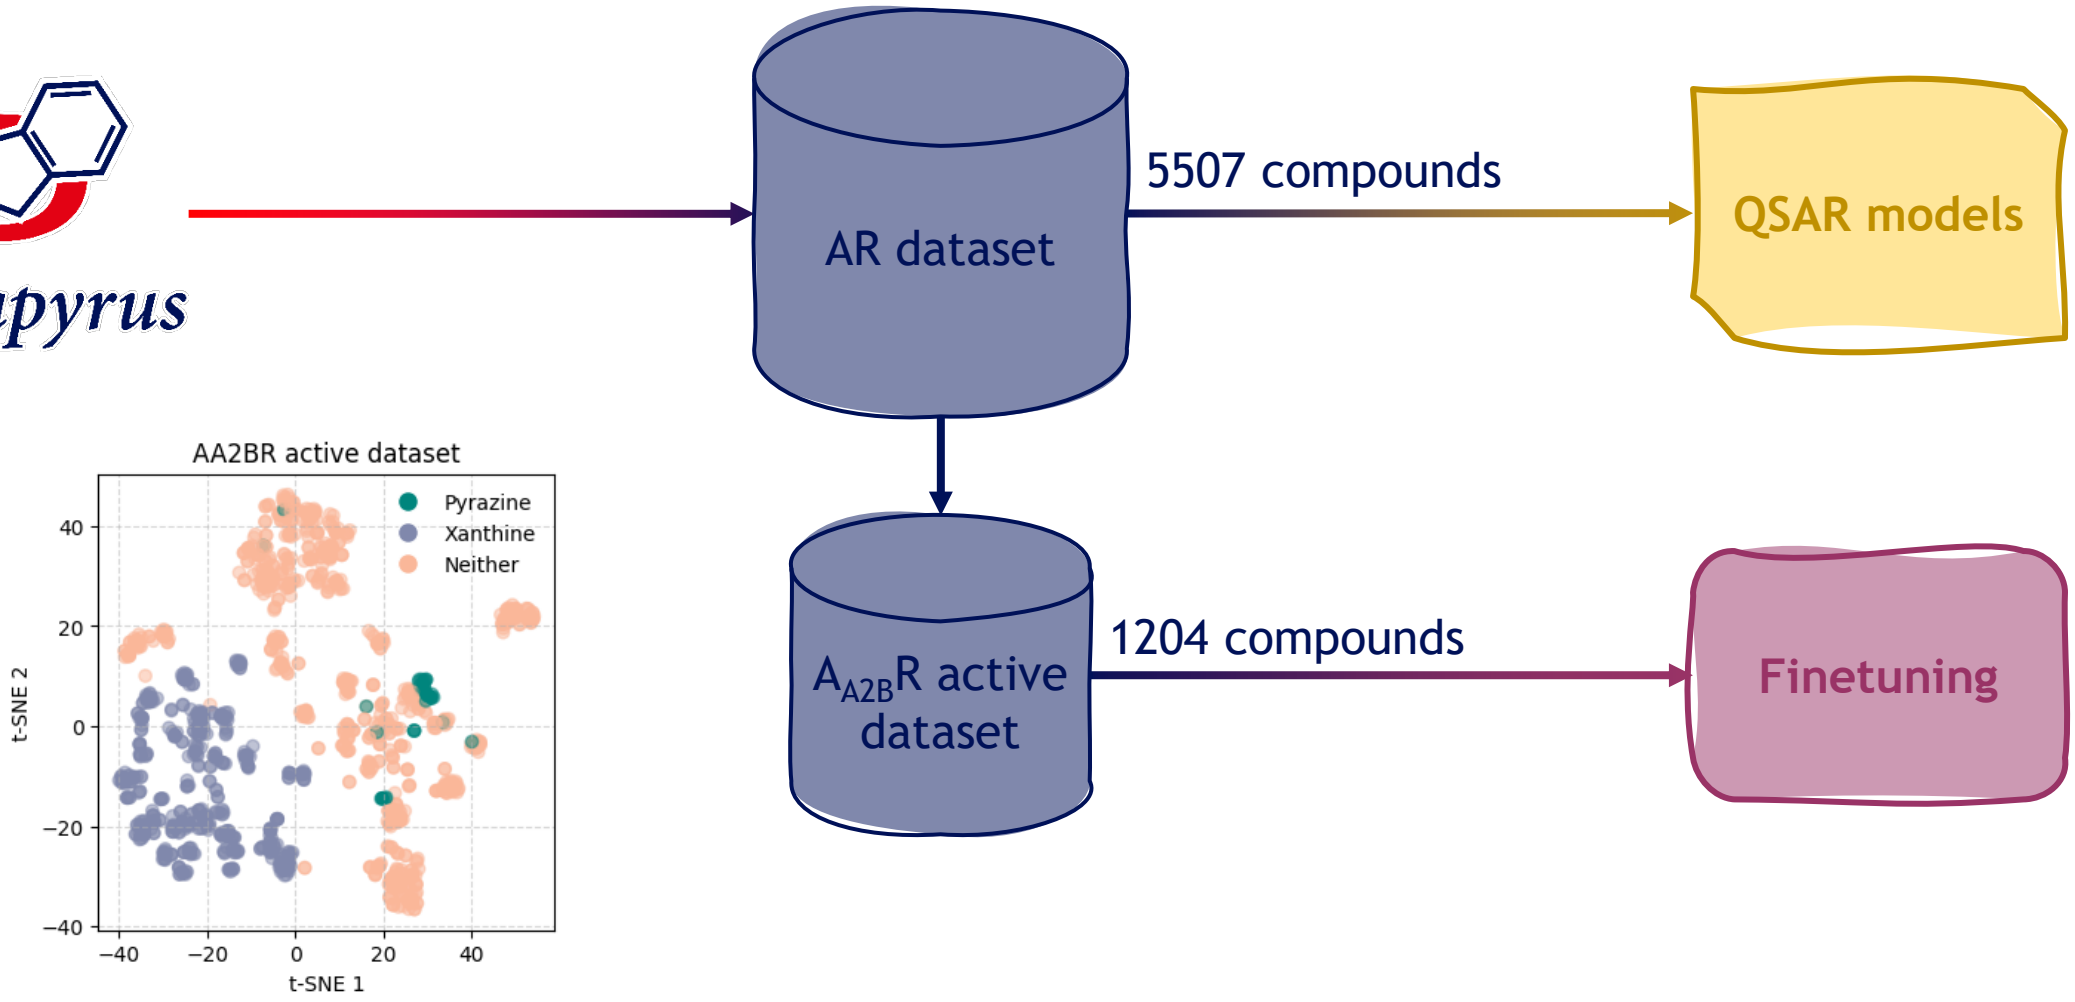 5507 compounds
AR dataset
QSAR models
pyrus
AA2BR active dataset
Pyrazine
Xanthine
Neither
40
20
0
−20
−40
t-SNE 2
−40 −20 0 20 40
t-SNE 1
1204 compounds
A_A2BR active
dataset
Finetuning